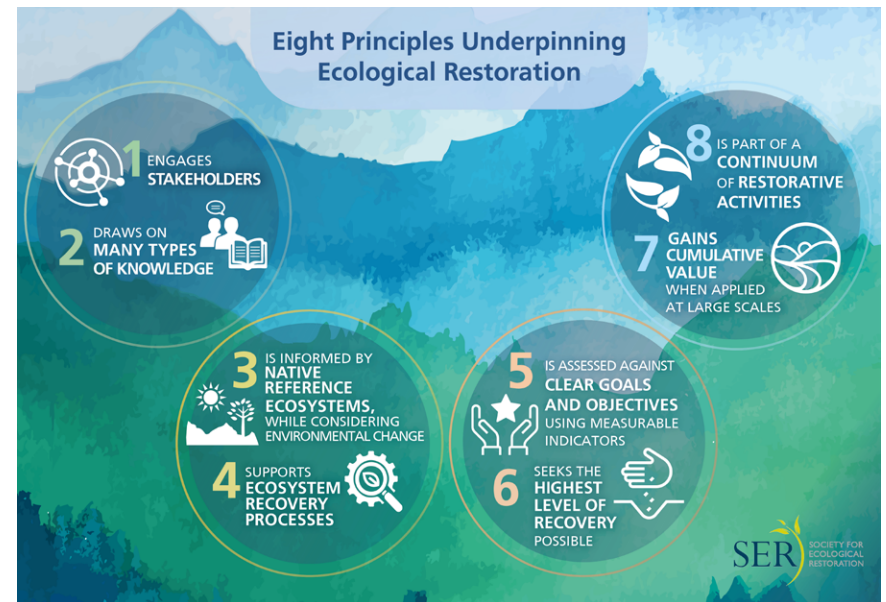 Eight Principles Underpinning
Ecological Restoration
1 ENGAGES
STAKEHOLDERS
2 DRAWS ON
MANY TYPES
OF KNOWLEDGE
3 IS INFORMED BY
NATIVE
REFERENCE
ECOSYSTEMS,
WHILE CONSIDERING
ENVIRONMENTAL CHANGE
4 SUPPORTS
ECOSYSTEM
RECOVERY
PROCESSES
5 IS ASSESSED AGAINST
CLEAR GOALS
AND OBJECTIVES
USING MEASURABLE
INDICATORS
6 SEEKS THE
HIGHEST
LEVEL OF
RECOVERY
POSSIBLE
7 GAINS
CUMULATIVE
VALUE
WHEN APPLIED
AT LARGE SCALES
8 IS PART OF A
CONTINUUM
OF RESTORATIVE
ACTIVITIES
SER
SOCIETY FOR
ECOLOGICAL
RESTORATION